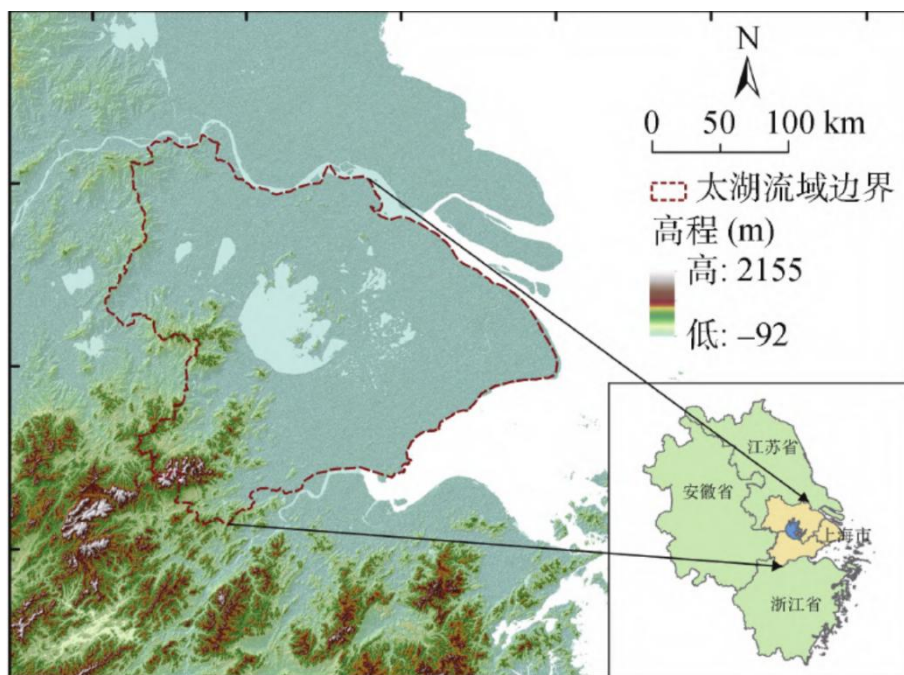 N
0 50 100 km
太湖流域边界
高程 (m)
高: 2155
低: –92
江苏省
安徽省
上海市
浙江省